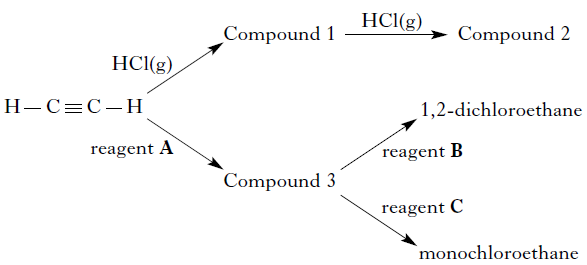 Compound 1
HCl(g)
Compound 2
HCl(g)
H—C≡C—H
1,2-dichloroethane
reagent A
reagent B
Compound 3
reagent C
monochloroethane